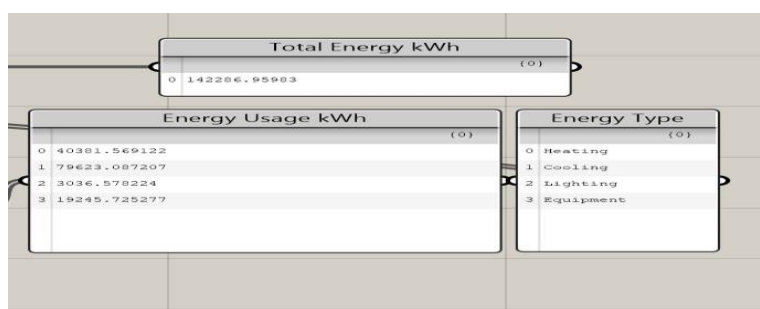 Total Energy kWh
{0}
0 142286.95983
Energy Usage kWh
{0}
0 40381.569122
1 79623.087207
2 3036.578224
3 19245.725277
Energy Type
{0}
0 Heating
1 Cooling
2 Lighting
3 Equipment